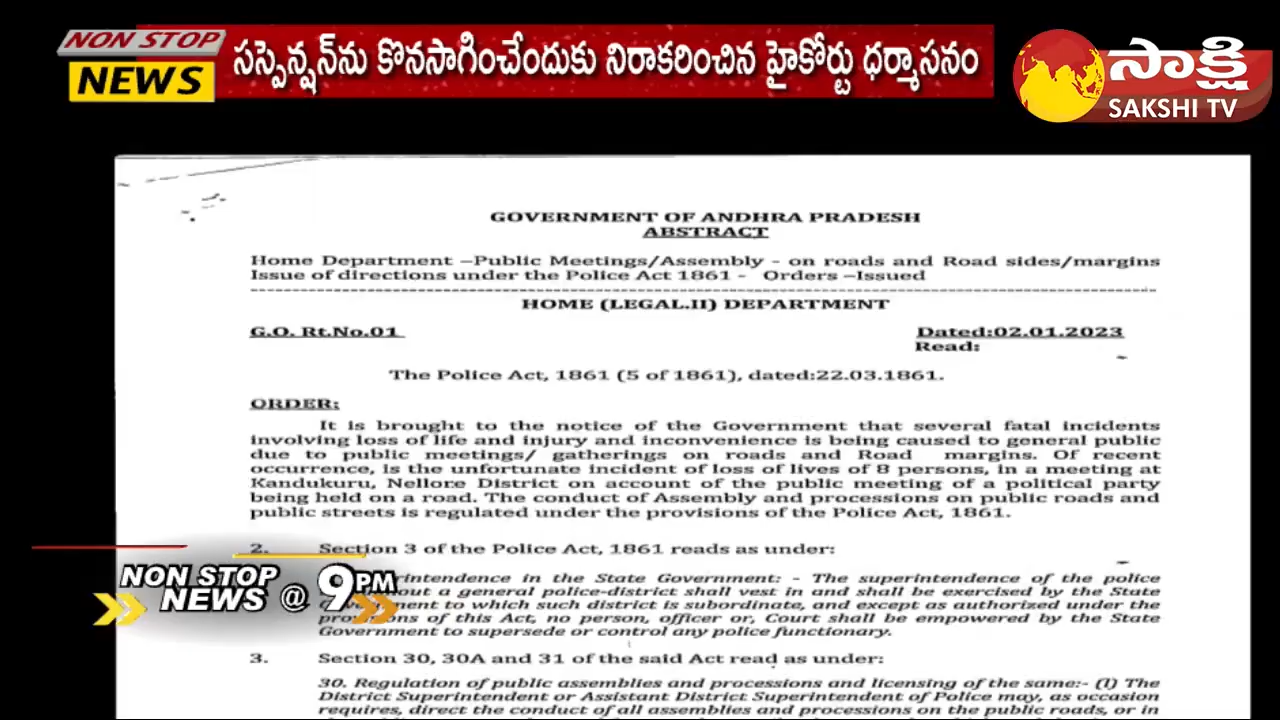 NON STOP
NEWS
సస్పెన్షన్‌ను కొనసాగించేందుకు నిరాకరించిన హైకోర్టు ధర్మాసనం
సాక్షి
SAKSHI TV
GOVERNMENT OF ANDHRA PRADESH
ABSTRACT
Home Department –Public Meetings/Assembly - on roads and Road sides/margins
Issue of directions under the Police Act 1861 - Orders –Issued
HOME (LEGAL.II) DEPARTMENT
G.O. Rt.No.01 Dated:02.01.2023
Read:
The Police Act, 1861 (5 of 1861), dated:22.03.1861.
ORDER:
It is brought to the notice of the Government that several fatal incidents
involving loss of life and injury and inconvenience is being caused to general public
due to public meetings/ gatherings on roads and Road margins. Of recent
occurrence, is the unfortunate incident of loss of lives of 8 persons, in a meeting at
Kandukuru, Nellore District on account of the public meeting of a political party
being held on a road. The conduct of Assembly and processions on public roads and
public streets is regulated under the provisions of the Police Act, 1861.
2. Section 3 of the Police Act, 1861 reads as under:
rintendence in the State Government: - The superintendence of the police
out a general police-district shall vest in and shall be exercised by the State
ment to which such district is subordinate, and except as authorized under the
of this Act, no person, officer or, Court shall be empowered by the State
Government to supersede or control any police functionary.
NON STOP
NEWS @ 9PM
3. Section 30, 30A and 31 of the said Act read as under:
30. Regulation of public assemblies and processions and licensing of the same:- (l) The
District Superintendent or Assistant District Superintendent of Police may, as occasion
requires, direct the conduct of all assemblies and processions on the public roads, or in